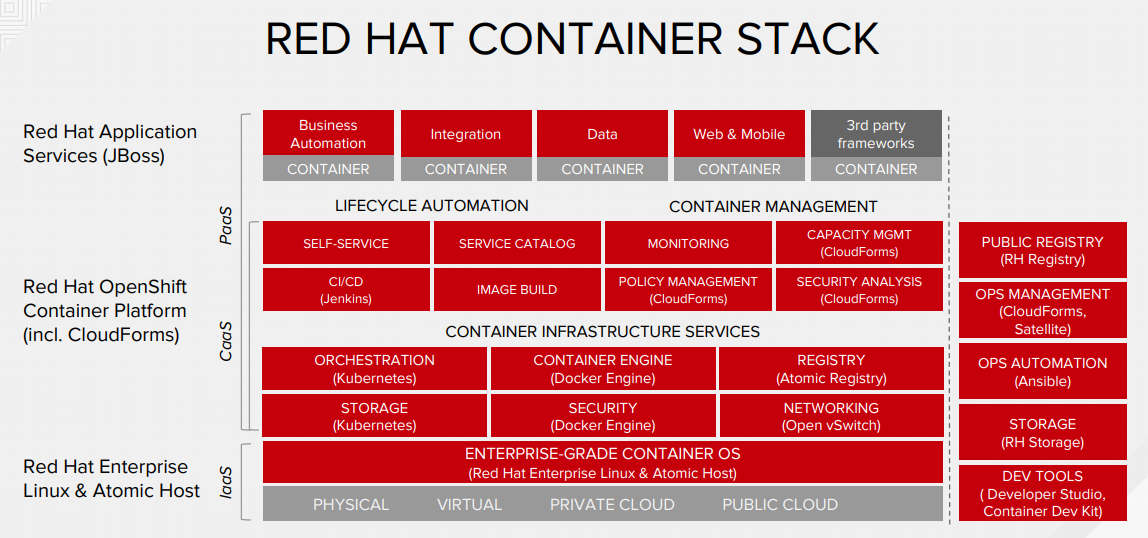 RED HAT CONTAINER STACK
Red Hat Application
Services (JBoss)
Business
Automation
CONTAINER
Integration
CONTAINER
Data
CONTAINER
Web & Mobile
CONTAINER
3rd party
frameworks
CONTAINER
PaaS
LIFECYCLE AUTOMATION
CONTAINER MANAGEMENT
SELF-SERVICE
SERVICE CATALOG
MONITORING
CAPACITY MGMT
(CloudForms)
CI/CD
(Jenkins)
IMAGE BUILD
POLICY MANAGEMENT
(CloudForms)
SECURITY ANALYSIS
(CloudForms)
Red Hat OpenShift
Container Platform
(incl. CloudForms)
CaaS
CONTAINER INFRASTRUCTURE SERVICES
ORCHESTRATION
(Kubernetes)
CONTAINER ENGINE
(Docker Engine)
REGISTRY
(Atomic Registry)
STORAGE
(Kubernetes)
SECURITY
(Docker Engine)
NETWORKING
(Open vSwitch)
Red Hat Enterprise
Linux & Atomic Host
IaaS
ENTERPRISE-GRADE CONTAINER OS
(Red Hat Enterprise Linux & Atomic Host)
PHYSICAL VIRTUAL PRIVATE CLOUD PUBLIC CLOUD
PUBLIC REGISTRY
(RH Registry)
OPS MANAGEMENT
(CloudForms,
Satellite)
OPS AUTOMATION
(Ansible)
STORAGE
(RH Storage)
DEV TOOLS
( Developer Studio,
Container Dev Kit)